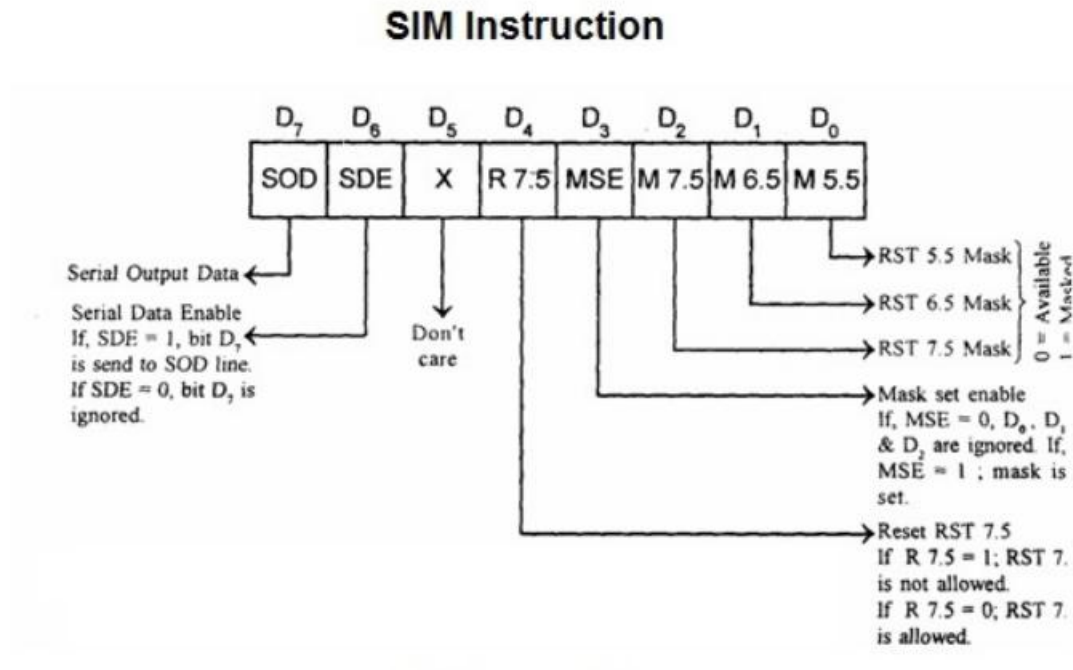 SIM Instruction
D7 D6 D5 D4 D3 D2 D1 D0
SOD SDE X R 7.5 MSE M 7.5 M 6.5 M 5.5
Serial Output Data
Serial Data Enable
If, SDE = 1, bit D7
is send to SOD line.
If SDE = 0, bit D7 is
ignored.
Don't
care
RST 5.5 Mask
RST 6.5 Mask
RST 7.5 Mask
0 = Available
1 = Masked
Mask set enable
If, MSE = 0, D0, D1
& D2 are ignored. If,
MSE = 1 ; mask is
set.
Reset RST 7.5
If R 7.5 = 1; RST 7.
is not allowed.
If R 7.5 = 0; RST 7.
is allowed.